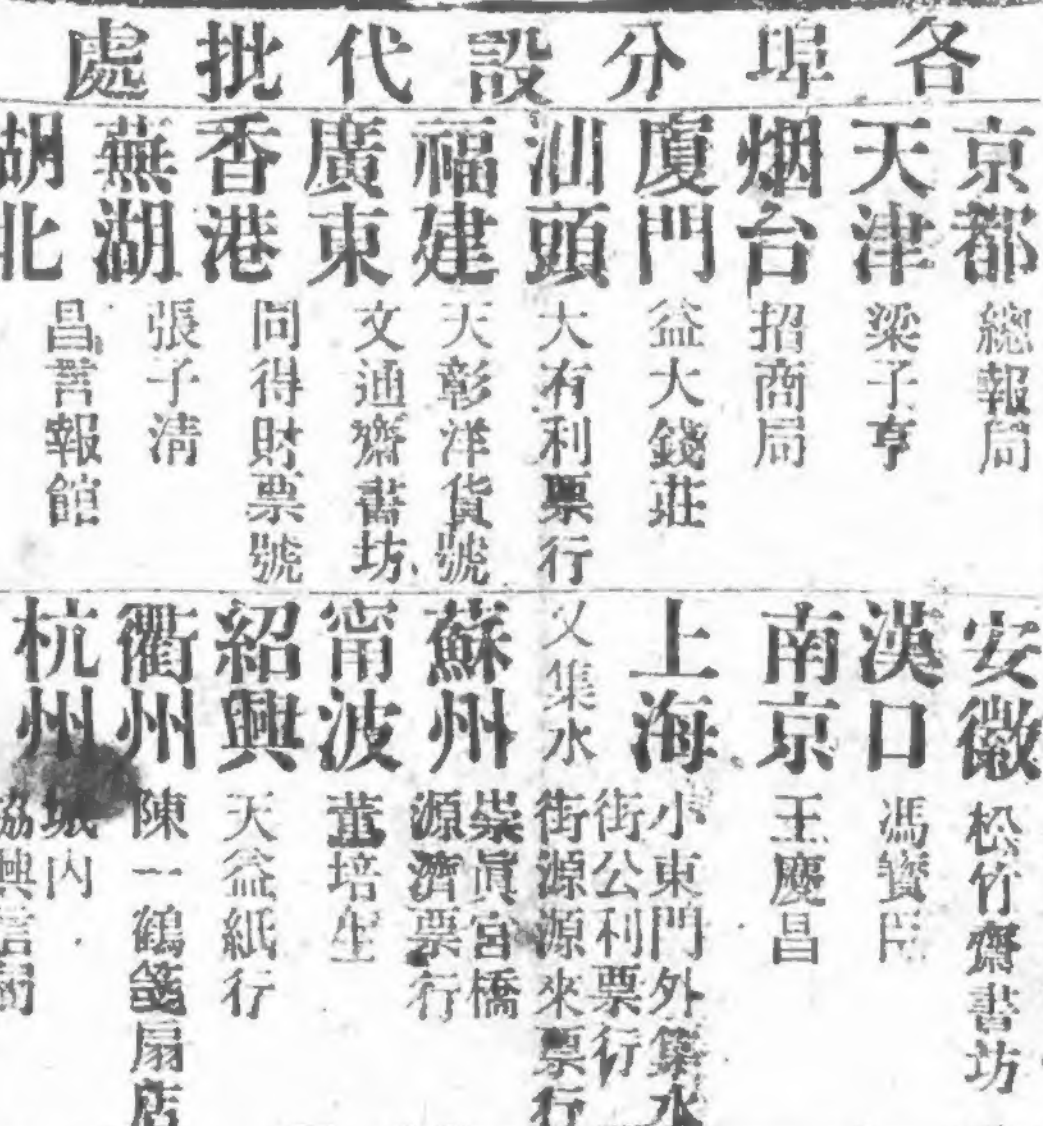 各埠分設代批處
京都 總報局
天津 梁子亨
烟台 招商局
廈門 益大錢莊
汕頭 大有利票行
福建 天彰洋貨號
廣東 文通齋書坊
香港 同得財票號
蕪湖 張子清
湖北 昌言報館
安徽 松竹齋書坊
漢口 馮寶
南京 王慶昌
上海 小東門外集水
街公利票行
又集水街源源來票行
蘇州 崇眞宮橋
源濟票行
甯波 董培生
紹興 天益紙行
衢州 陳一鶴箋扇店
杭州 城內
協興信局